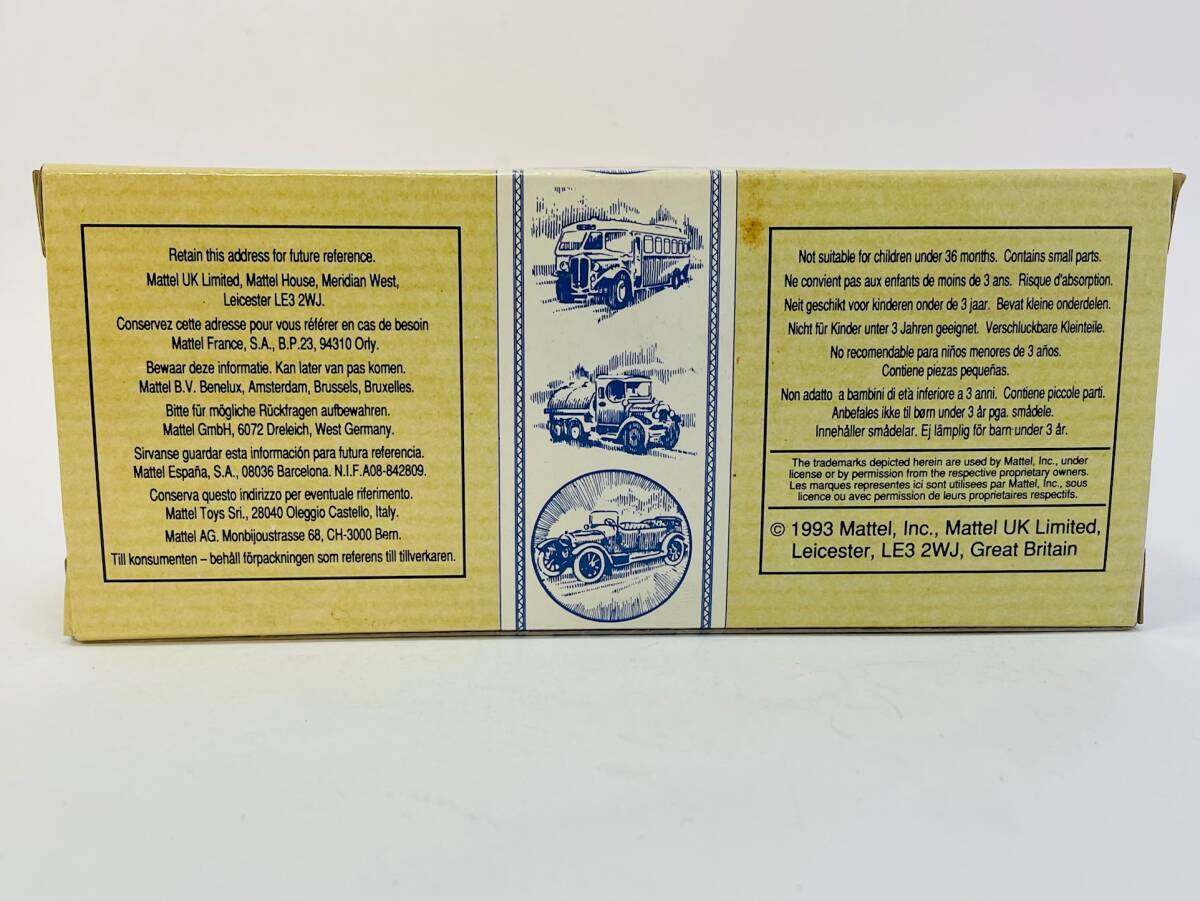 Retain this address for future reference.
Mattel UK Limited, Mattel House, Meridian West,
Leicester LE3 2WJ.
Conservez cette adresse pour vous référer en cas de besoin
Mattel France, S.A., B.P.23, 94310 Orly.
Bewaar deze informatie. Kan later van pas komen.
Mattel B.V. Benelux, Amsterdam, Brussels, Bruxelles.
Bitte für mögliche Rückfragen aufbewahren.
Mattel GmbH, 6072 Dreleich, West Germany.
Sirvanse guardar esta información para futura referencia.
Mattel España, S.A., 08036 Barcelona. N.I.F.A08-842809.
Conserva questo indirizzo per eventuale riferimento.
Mattel Toys Sri., 28040 Oleggio Castello, Italy.
Mattel AG. Monbijoustrasse 68, CH-3000 Bern.
Till konsumenten – behåll förpackningen som referens till tillverkaren.
Not suitable for children under 36 months. Contains small parts.
Ne convient pas aux enfants de moins de 3 ans. Risque d'absorption.
Neit geschikt voor kinderen onder de 3 jaar. Bevat kleine onderdelen.
Nicht für Kinder unter 3 Jahren geeignet. Verschluckbare Kleinteile.
No recomendable para niños menores de 3 años.
Contiene piezas pequeñas.
Non adatto a bambini di età inferiore a 3 anni. Contiene piccole parti.
Anbefales ikke til børn under 3 år pga. smådele.
Innehåller smådelar. Ej lämplig för barn under 3 år.
The trademarks depicted herein are used by Mattel, Inc., under
license or by permission from the respective proprietary owners.
Les marques representes ici sont utilisees par Mattel, Inc., sous
licence ou avec permission de leurs proprietaires respectifs.
© 1993 Mattel, Inc., Mattel UK Limited,
Leicester, LE3 2WJ, Great Britain